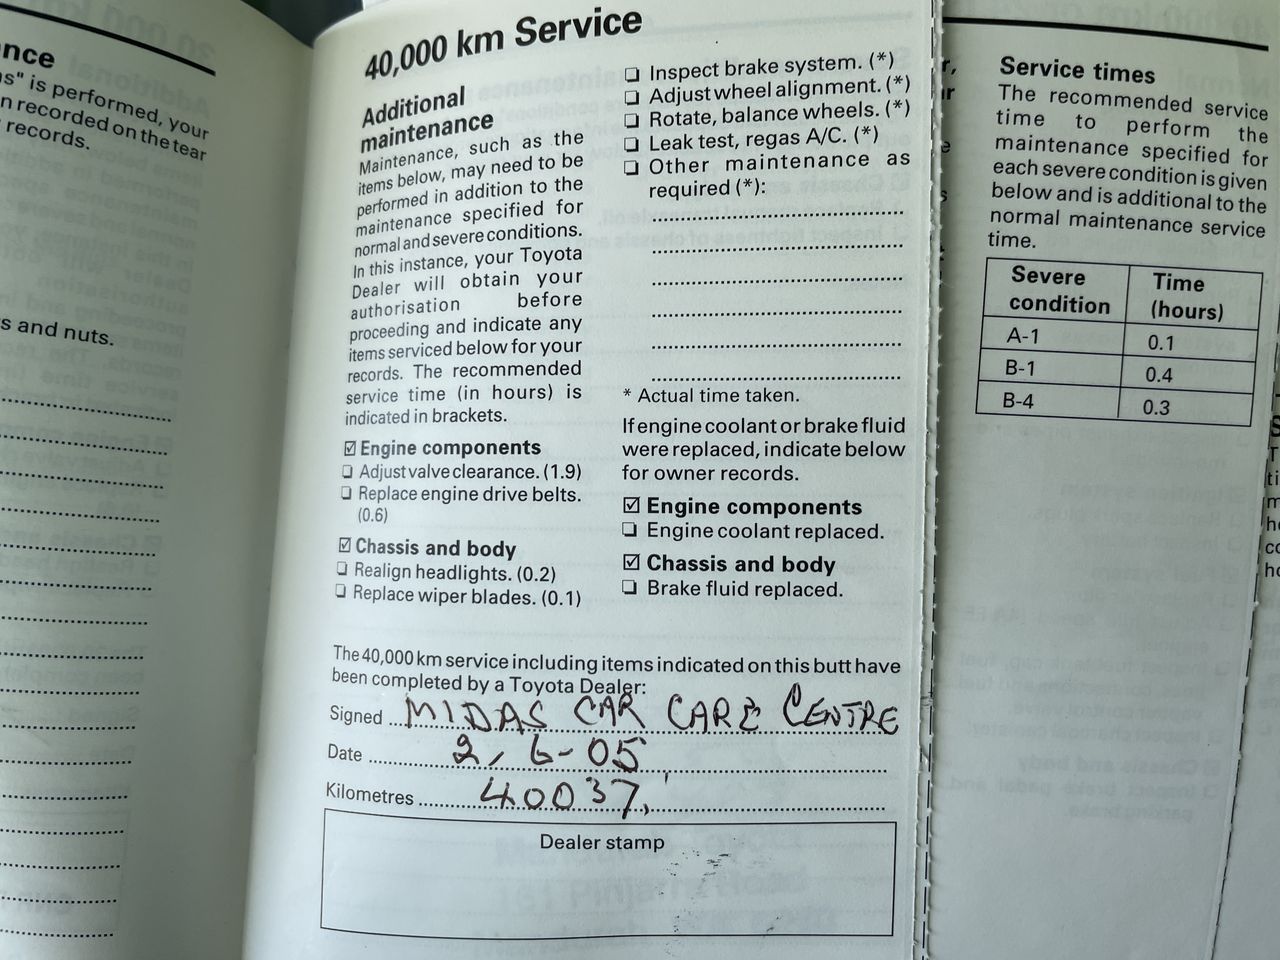 nce
s" is performed, your
n recorded on the tear
records.
s and nuts.
40,000 km Service
Additional
maintenance
Maintenance, such as the
items below, may need to be
performed in addition to the
maintenance specified for
normal and severe conditions.
In this instance, your Toyota
Dealer will obtain your
authorisation before
proceeding and indicate any
items serviced below for your
records. The recommended
service time (in hours) is
indicated in brackets.
☑ Engine components
❏ Adjust valve clearance. (1.9)
❏ Replace engine drive belts.
(0.6)
☑ Chassis and body
❏ Realign headlights. (0.2)
❏ Replace wiper blades. (0.1)
❏ Inspect brake system. (*)
❏ Adjust wheel alignment. (*)
❏ Rotate, balance wheels. (*)
❏ Leak test, regas A/C. (*)
❏ Other maintenance as
required (*):
* Actual time taken.
If engine coolant or brake fluid
were replaced, indicate below
for owner records.
☑ Engine components
❏ Engine coolant replaced.
☑ Chassis and body
❏ Brake fluid replaced.
The 40,000 km service including items indicated on this butt have
been completed by a Toyota Dealer:
Signed MIDAS CAR CARE CENTRE
Date 2, 6-05
Kilometres 40037,
Dealer stamp
Service times
The recommended service
time to perform the
maintenance specified for
each severe condition is given
below and is additional to the
normal maintenance service
time.
Severe condition Time (hours)
A-1 0.1
B-1 0.4
B-4 0.3